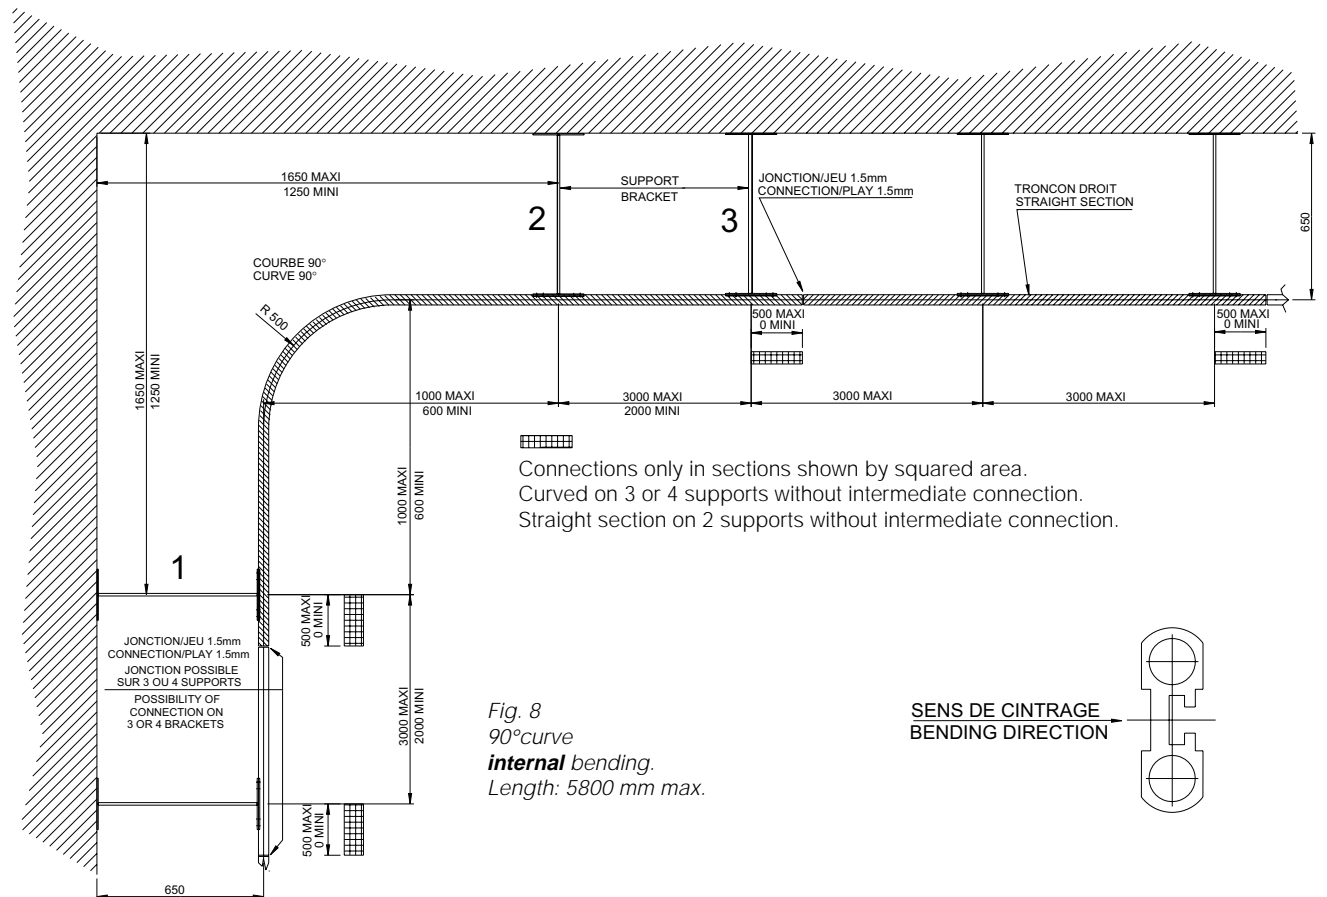 1650 MAXI
1250 MINI
SUPPORT
BRACKET
JONCTION/JEU 1.5mm
CONNECTION/PLAY 1.5mm
TRONCON DROIT
STRAIGHT SECTION
2
3
650
COURBE 90°
CURVE 90°
R 500
1650 MAXI
1250 MINI
500 MAXI
0 MINI
500 MAXI
0 MINI
1000 MAXI
600 MINI
3000 MAXI
2000 MINI
3000 MAXI
3000 MAXI
Connections only in sections shown by squared area.
Curved on 3 or 4 supports without intermediate connection.
Straight section on 2 supports without intermediate connection.
1000 MAXI
600 MINI
1
500 MAXI
0 MINI
JONCTION/JEU 1.5mm
CONNECTION/PLAY 1.5mm
JONCTION POSSIBLE
SUR 3 OU 4 SUPPORTS
POSSIBILITY OF
CONNECTION ON
3 OR 4 BRACKETS
3000 MAXI
2000 MINI
Fig. 8
90°curve
internal bending.
Length: 5800 mm max.
SENS DE CINTRAGE
BENDING DIRECTION
500 MAXI
0 MINI
650